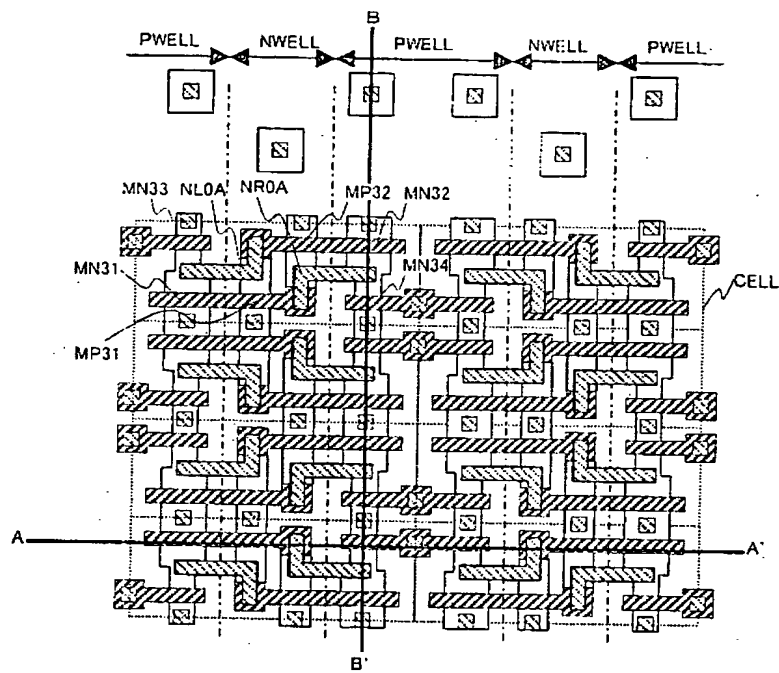 B
PWELL NWELL PWELL NWELL PWELL
MN33 NL0A NR0A MP32 MN32
MN31 MN34
CELL
MP31
A A'
B'